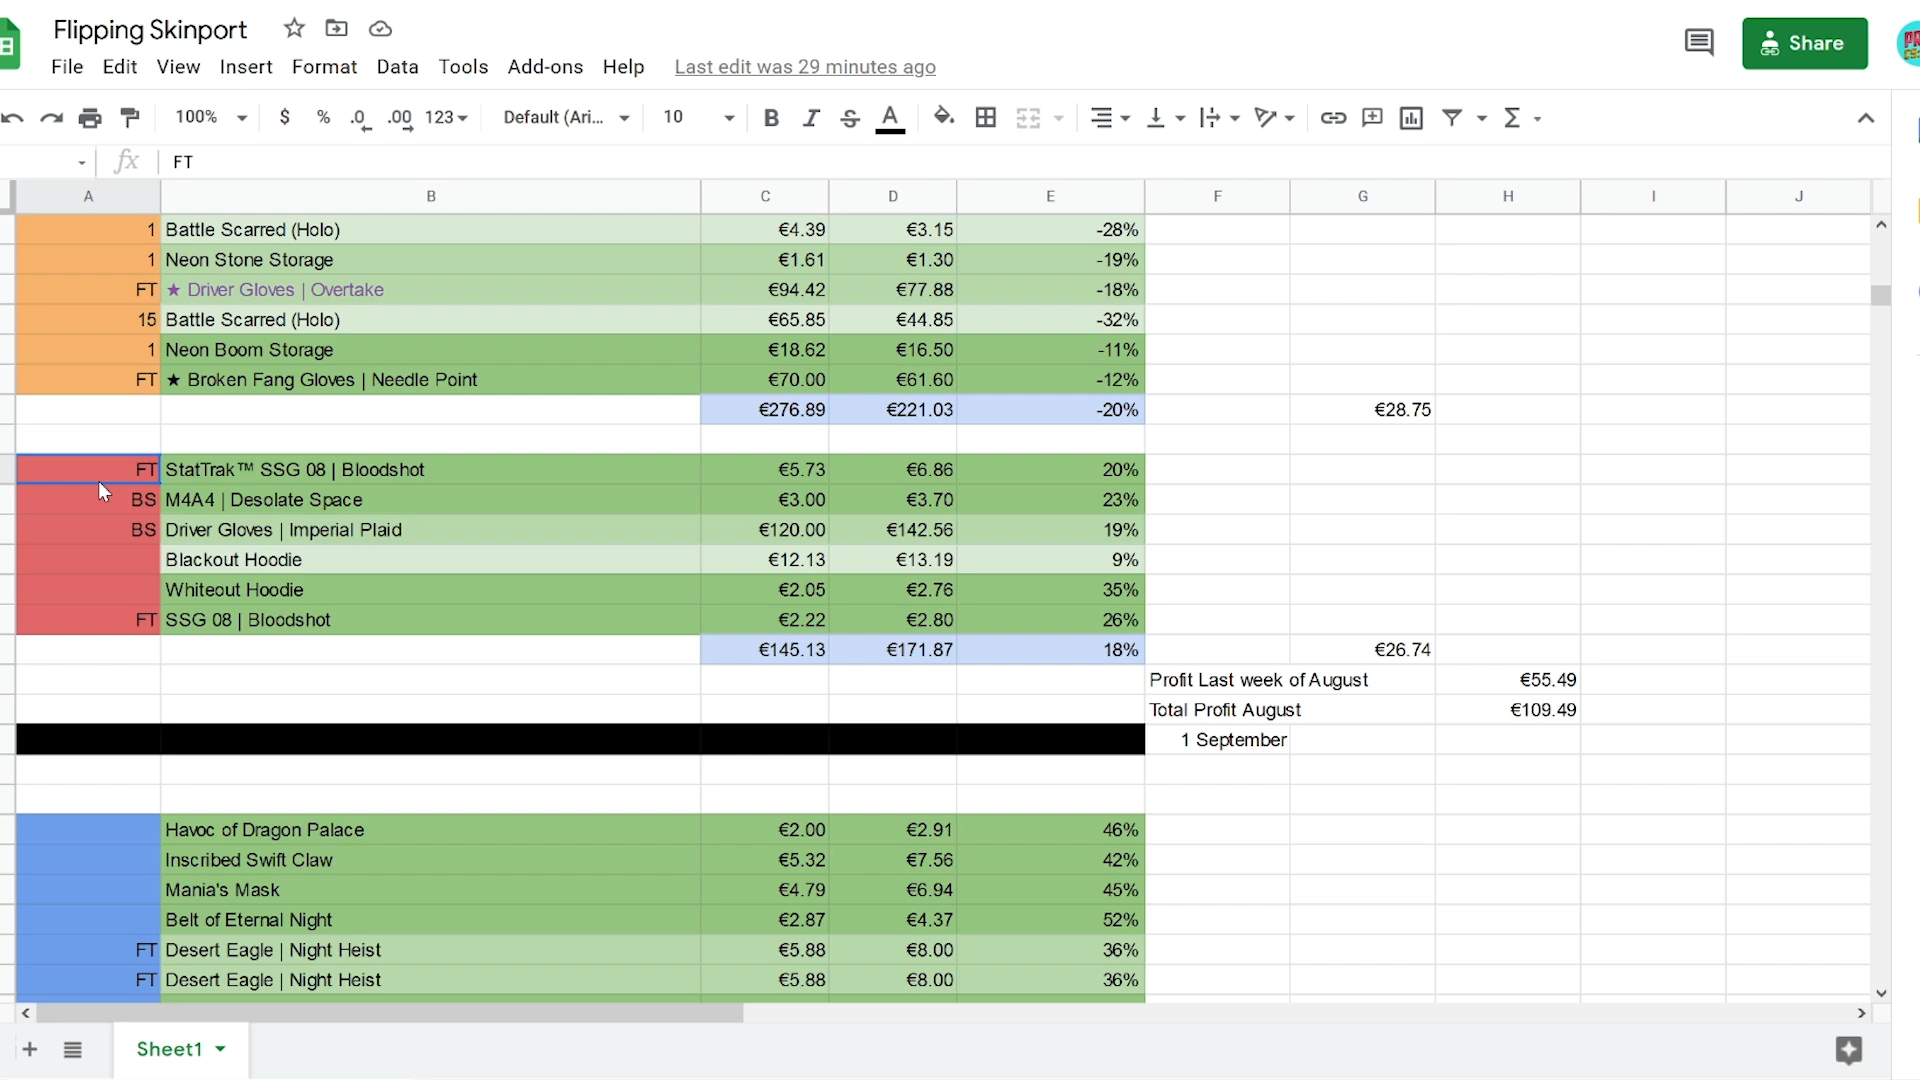 Flipping Skinport
Share
File Edit View Insert Format Data Tools Add-ons Help Last edit was 29 minutes ago
100% $ % .0 .00 123 Default (Ari... 10 B I S A Σ
fx FT
A B C D E F G H I J
1 Battle Scarred (Holo) €4.39 €3.15 -28%
1 Neon Stone Storage €1.61 €1.30 -19%
FT ★ Driver Gloves | Overtake €94.42 €77.88 -18%
15 Battle Scarred (Holo) €65.85 €44.85 -32%
1 Neon Boom Storage €18.62 €16.50 -11%
FT ★ Broken Fang Gloves | Needle Point €70.00 €61.60 -12%
€276.89 €221.03 -20% €28.75
FT StatTrak™ SSG 08 | Bloodshot €5.73 €6.86 20%
BS M4A4 | Desolate Space €3.00 €3.70 23%
BS Driver Gloves | Imperial Plaid €120.00 €142.56 19%
Blackout Hoodie €12.13 €13.19 9%
Whiteout Hoodie €2.05 €2.76 35%
FT SSG 08 | Bloodshot €2.22 €2.80 26%
€145.13 €171.87 18% €26.74
Profit Last week of August €55.49
Total Profit August €109.49
1 September
Havoc of Dragon Palace €2.00 €2.91 46%
Inscribed Swift Claw €5.32 €7.56 42%
Mania's Mask €4.79 €6.94 45%
Belt of Eternal Night €2.87 €4.37 52%
FT Desert Eagle | Night Heist €5.88 €8.00 36%
FT Desert Eagle | Night Heist €5.88 €8.00 36%
Sheet1